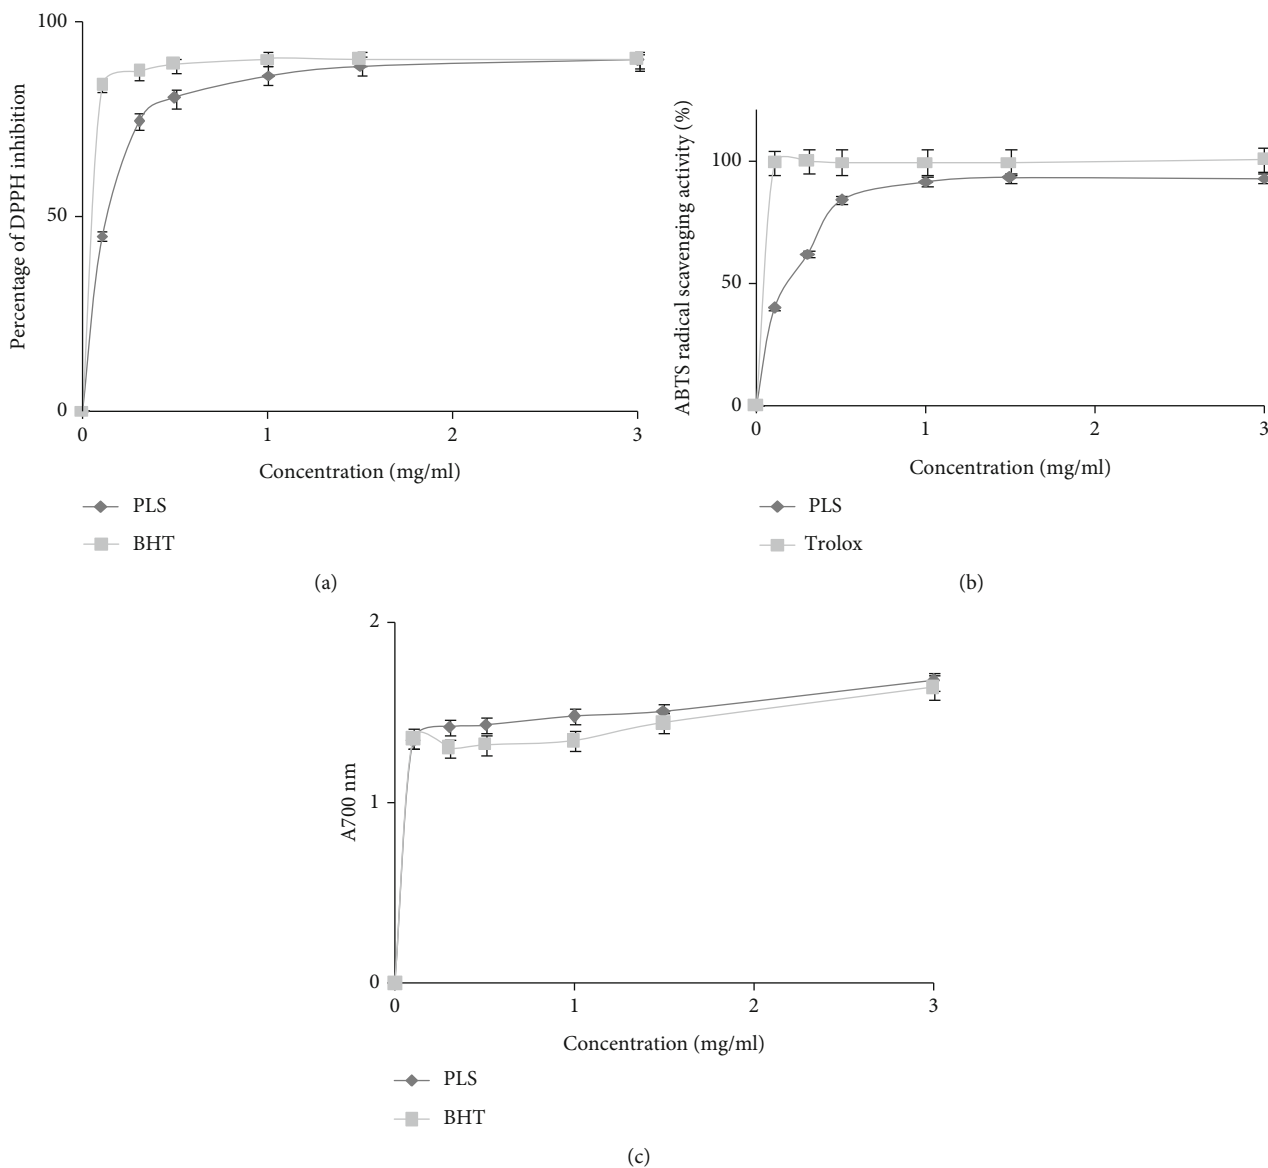 100
50
0
0 1 2 3
Percentage of DPPH inhibition
Concentration (mg/ml)
PLS
BHT
(a)
100
50
0
0 1 2 3
ABTS radical scavenging activity (%)
Concentration (mg/ml)
PLS
Trolox
(b)
2
1
0
0 1 2 3
A700 nm
Concentration (mg/ml)
PLS
BHT
(c)